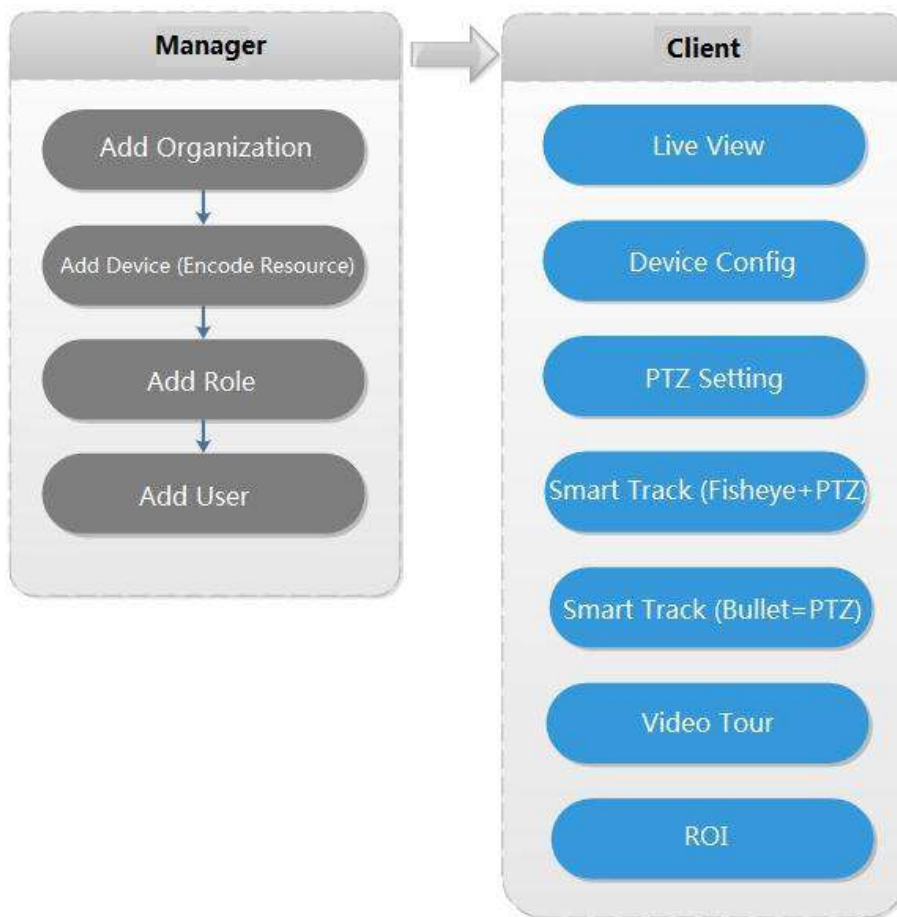 Manager
Add Organization
Add Device (Encode Resource)
Add Role
Add User
Client
Live View
Device Config
PTZ Setting
Smart Track (Fisheye+PTZ)
Smart Track (Bullet=PTZ)
Video Tour
ROI